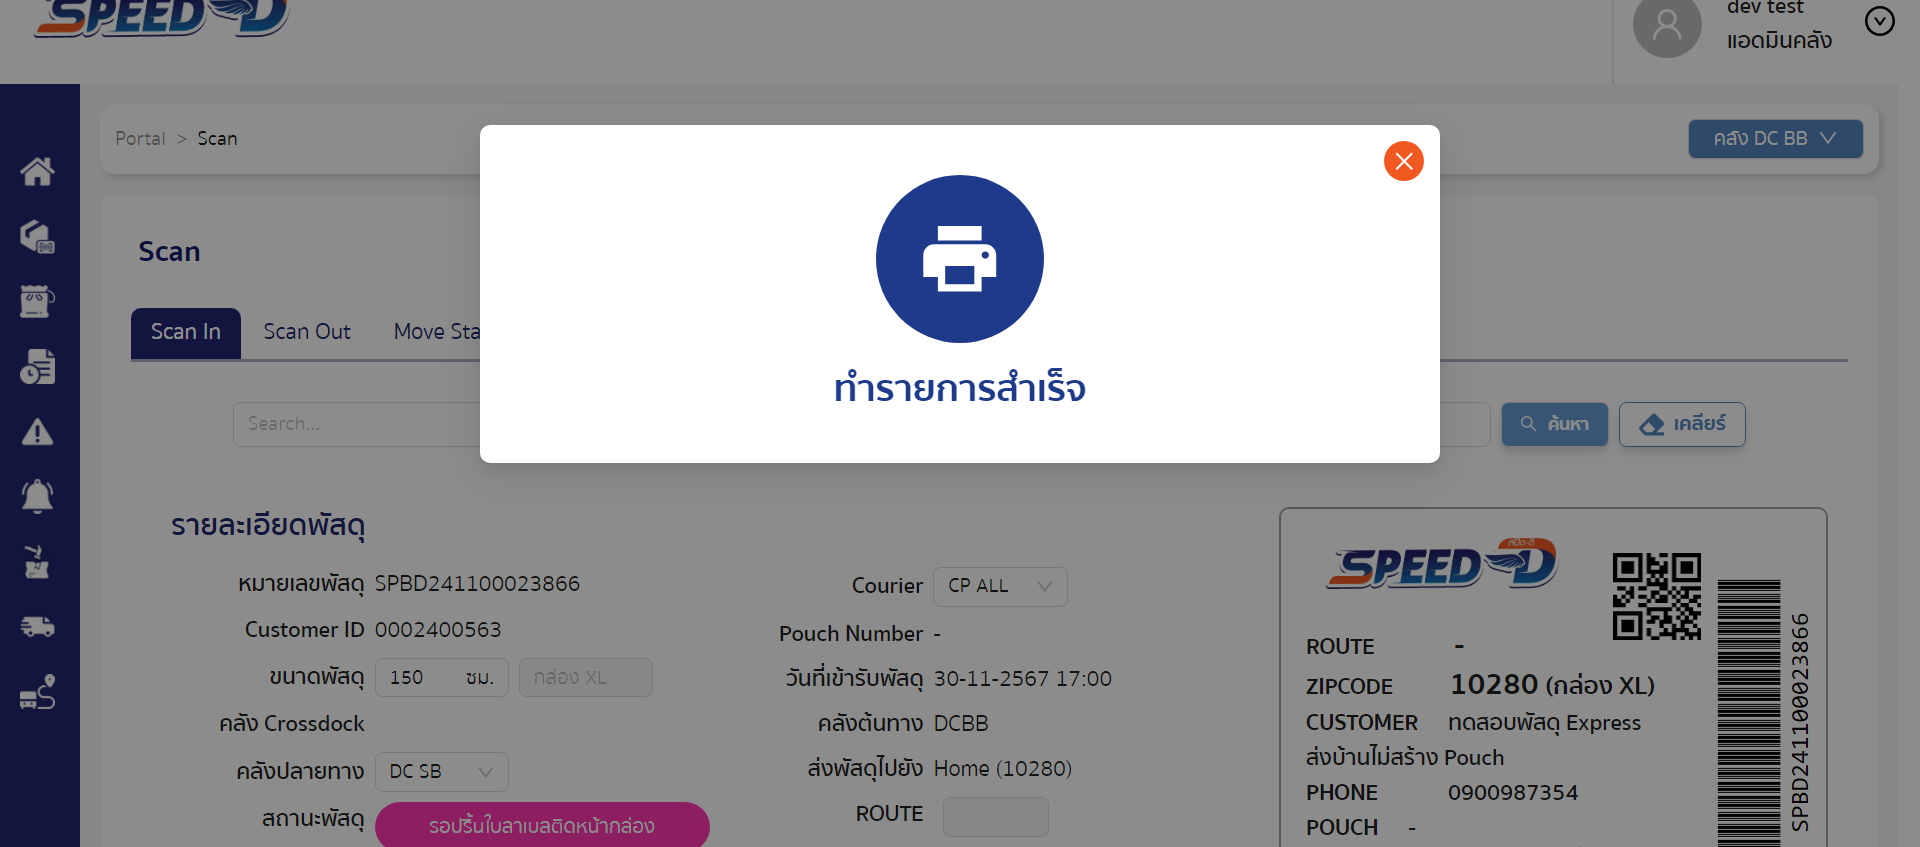 SPEED D
dev test
แอดมินคลัง
Portal > Scan
คลัง DC BB
Scan
Scan In
Scan Out
Move Sta
ทำรายการสำเร็จ
Search...
ค้นหา
เคลียร์
รายละเอียดพัสดุ
หมายเลขพัสดุ SPBD241100023866
Customer ID 0002400563
ขนาดพัสดุ 150 ซม. กล่อง XL
คลัง Crossdock
คลังปลายทาง DC SB
สถานะพัสดุ รอปริ้นใบลาเบลติดหน้ากล่อง
Courier CP ALL
Pouch Number -
วันที่เข้ารับพัสดุ 30-11-2567 17:00
คลังต้นทาง DCBB
ส่งพัสดุไปยัง Home (10280)
ROUTE
สปีด-ดี
SPEED D
ROUTE -
ZIPCODE 10280 (กล่อง XL)
CUSTOMER ทดสอบพัสดุ Express
ส่งบ้านไม่สร้าง Pouch
PHONE 0900987354
POUCH -
SPBD241100023866